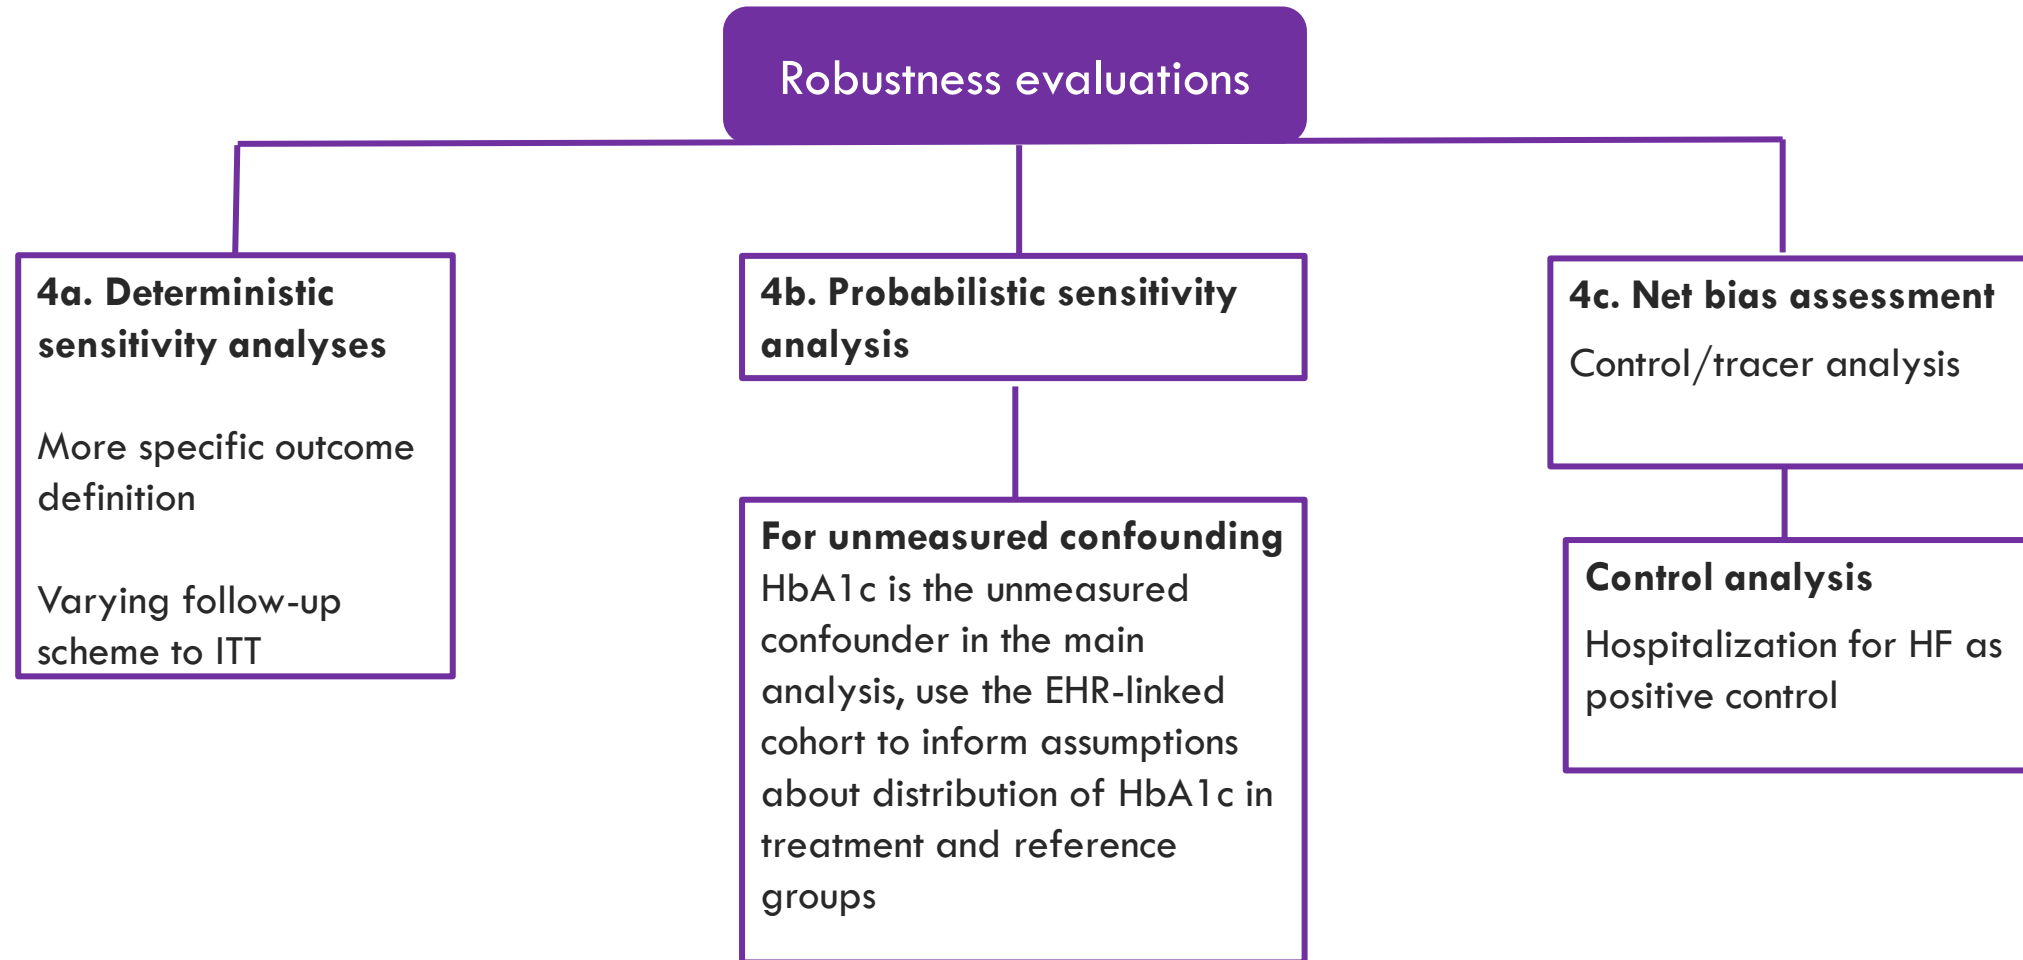 Robustness evaluations
4a. Deterministic
sensitivity analyses
More specific outcome
definition
Varying follow-up
scheme to ITT
4b. Probabilistic sensitivity
analysis
For unmeasured confounding
HbA1c is the unmeasured
confounder in the main
analysis, use the EHR-linked
cohort to inform assumptions
about distribution of HbA1c in
treatment and reference
groups
4c. Net bias assessment
Control/tracer analysis
Control analysis
Hospitalization for HF as
positive control